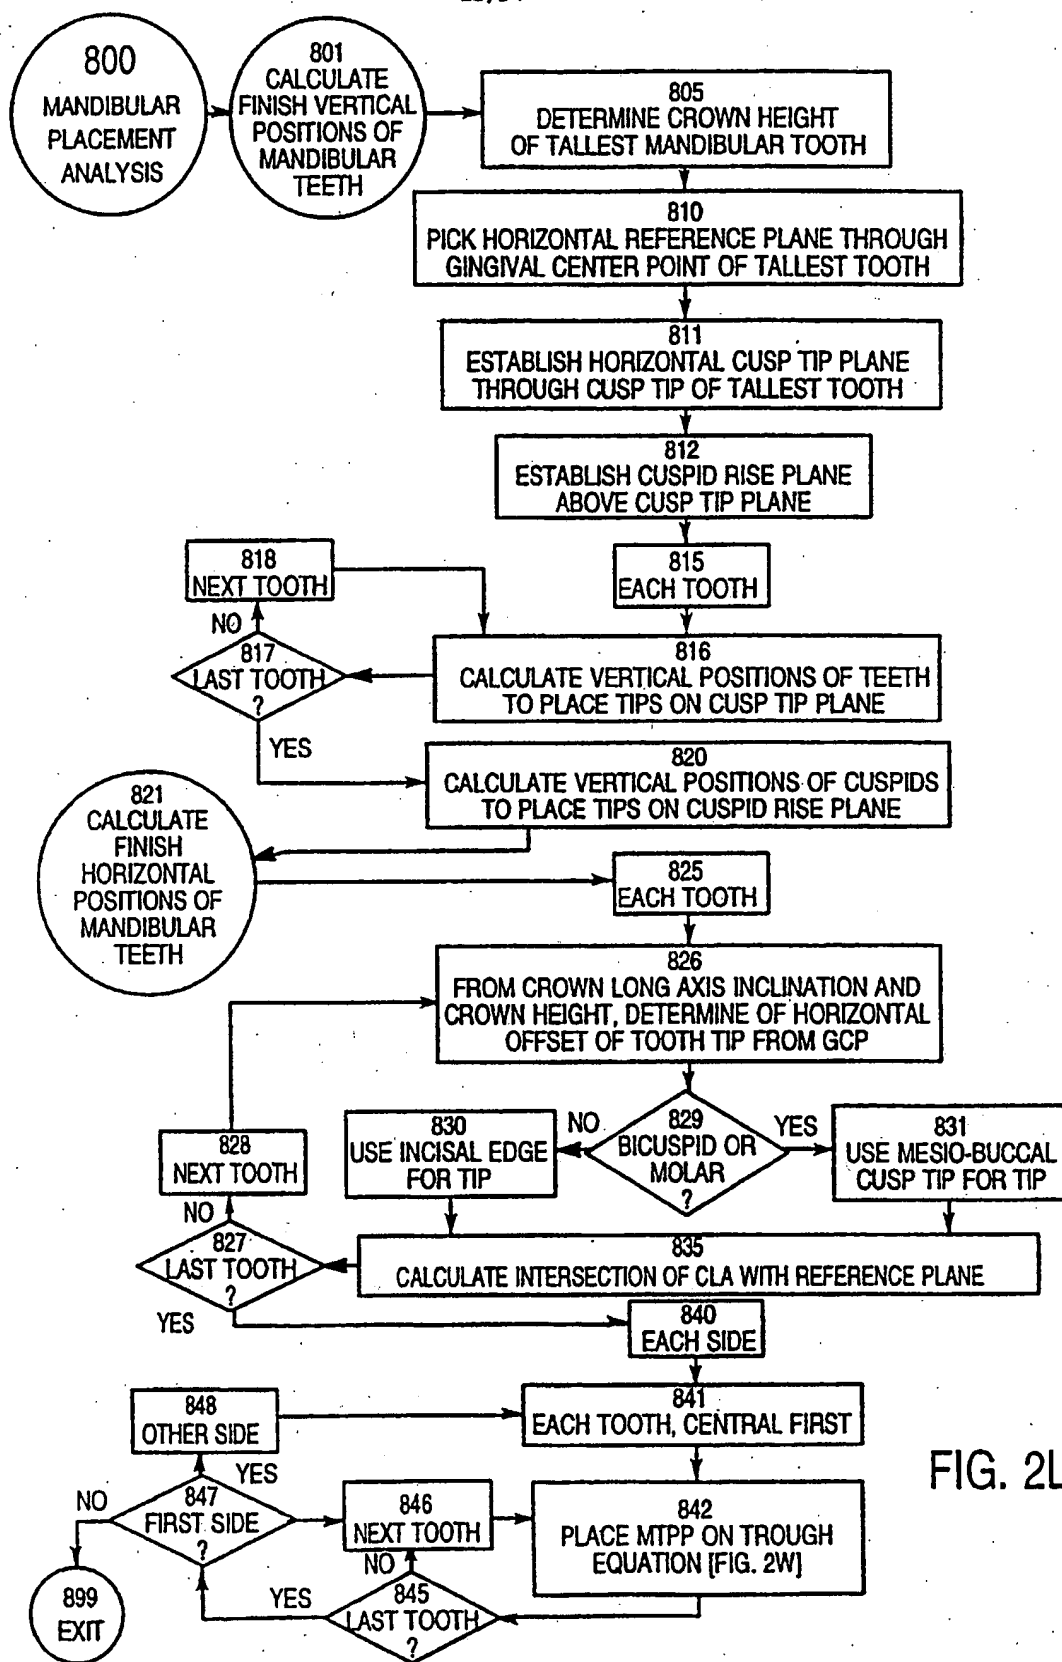 800
MANDIBULAR
PLACEMENT
ANALYSIS
801
CALCULATE
FINISH VERTICAL
POSITIONS OF
MANDIBULAR
TEETH
805
DETERMINE CROWN HEIGHT
OF TALLEST MANDIBULAR TOOTH
810
PICK HORIZONTAL REFERENCE PLANE THROUGH
GINGIVAL CENTER POINT OF TALLEST TOOTH
811
ESTABLISH HORIZONTAL CUSP TIP PLANE
THROUGH CUSP TIP OF TALLEST TOOTH
812
ESTABLISH CUSPID RISE PLANE
ABOVE CUSP TIP PLANE
815
EACH TOOTH
818
NEXT TOOTH
NO
817
LAST TOOTH
?
YES
816
CALCULATE VERTICAL POSITIONS OF TEETH
TO PLACE TIPS ON CUSP TIP PLANE
820
CALCULATE VERTICAL POSITIONS OF CUSPIDS
TO PLACE TIPS ON CUSPID RISE PLANE
821
CALCULATE
FINISH
HORIZONTAL
POSITIONS OF
MANDIBULAR
TEETH
825
EACH TOOTH
826
FROM CROWN LONG AXIS INCLINATION AND
CROWN HEIGHT, DETERMINE OF HORIZONTAL
OFFSET OF TOOTH TIP FROM GCP
829
BICUSPID OR
MOLAR
?
NO
YES
830
USE INCISAL EDGE
FOR TIP
831
USE MESIO-BUCCAL
CUSP TIP FOR TIP
828
NEXT TOOTH
NO
827
LAST TOOTH
?
YES
835
CALCULATE INTERSECTION OF CLA WITH REFERENCE PLANE
840
EACH SIDE
841
EACH TOOTH, CENTRAL FIRST
848
OTHER SIDE
YES
847
FIRST SIDE
?
NO
846
NEXT TOOTH
NO
842
PLACE MTPP ON TROUGH
EQUATION [FIG. 2W]
845
LAST TOOTH
?
YES
899
EXIT
FIG. 2L